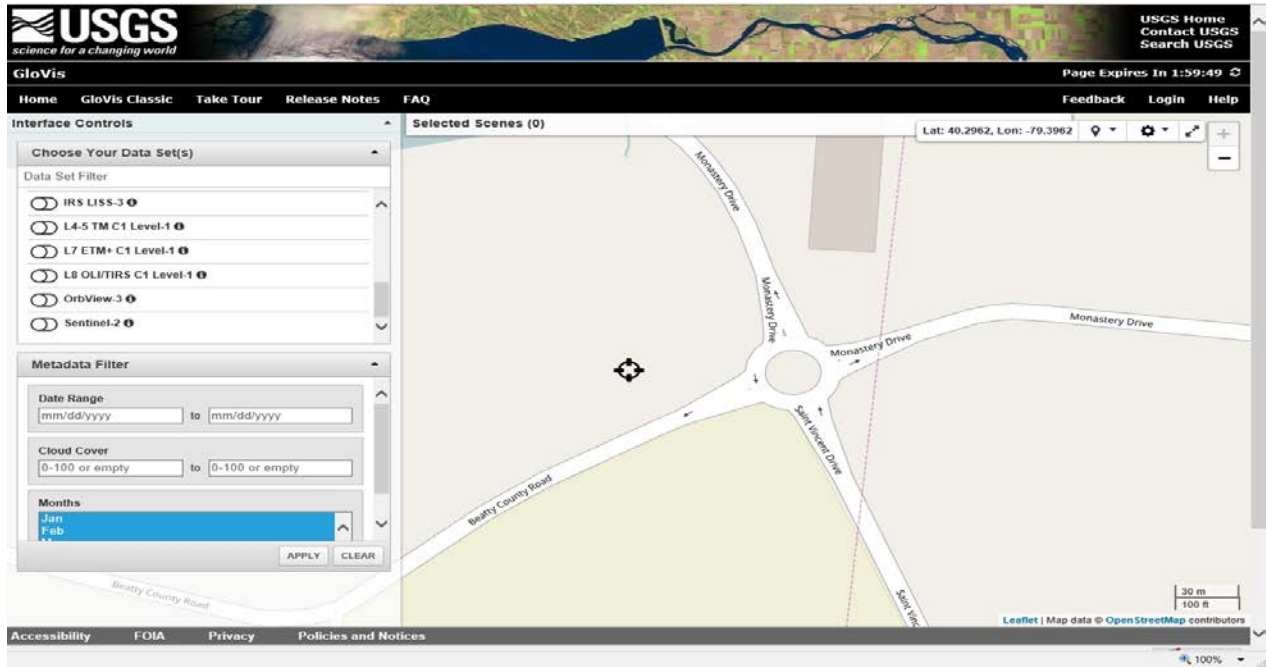 USGS
science for a changing world
USGS Home
Contact USGS
Search USGS
GloVis
Page Expires In 1:59:49
Home GloVis Classic Take Tour Release Notes FAQ Feedback Login Help
Interface Controls
Selected Scenes (0)
Lat: 40.2962, Lon: -79.3962
+
−
Choose Your Data Set(s)
Data Set Filter
IRS LISS-3
L4-5 TM C1 Level-1
L7 ETM+ C1 Level-1
L8 OLI/TIRS C1 Level-1
OrbView-3
Sentinel-2
Metadata Filter
Date Range
mm/dd/yyyy to mm/dd/yyyy
Cloud Cover
0-100 or empty to 0-100 or empty
Months
Jan
Feb
APPLY CLEAR
Monastery Drive
Monastery Drive
Monastery Drive
Monastery Drive
Saint Vincent Drive
Beatty County Road
Beatty County Road
30 m
100 ft
Leaflet | Map data © OpenStreetMap contributors
Accessibility FOIA Privacy Policies and Notices
100%